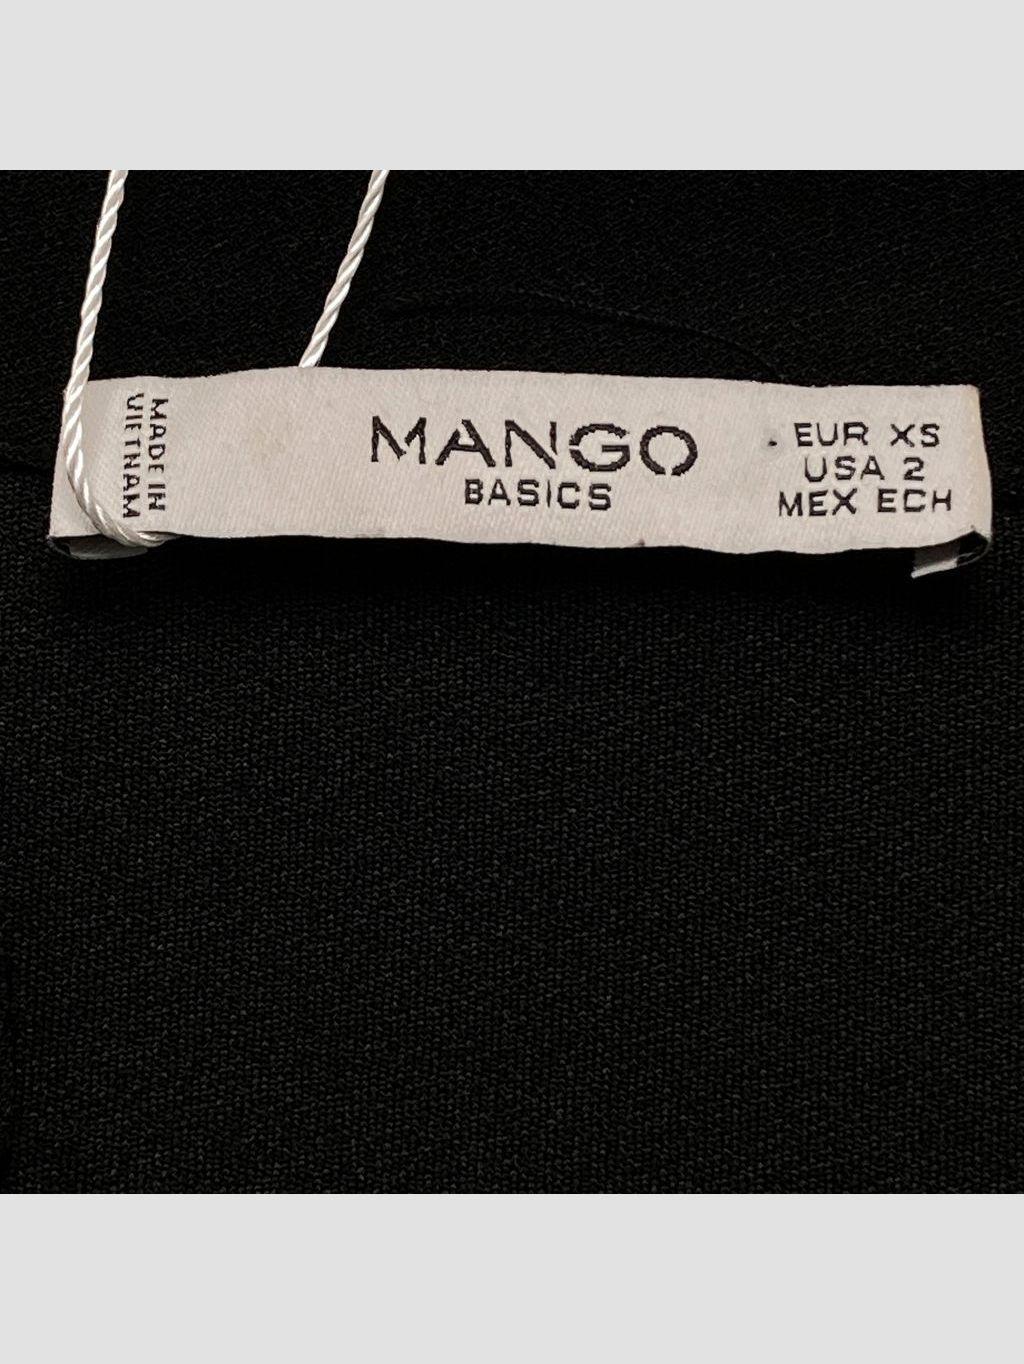 MADE IN
VIETNAM
MANGO
BASICS
EUR XS
USA 2
MEX ECH